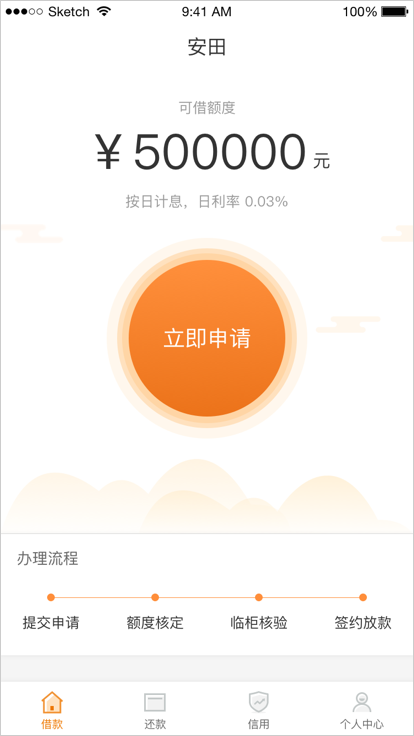 Sketch 9:41 AM 100%
安田
可借额度
¥ 500000 元
按日计息，日利率 0.03%
立即申请
办理流程
提交申请 额度核定 临柜核验 签约放款
借款 还款 信用 个人中心